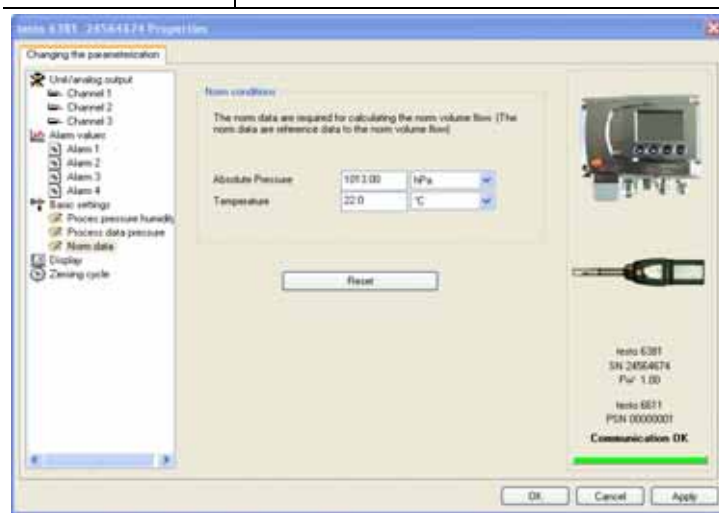 testo 6381 24564674 Properties
Changing the parameterization
Unit/analog output
Channel 1
Channel 2
Channel 3
Alarm values
Alarm 1
Alarm 2
Alarm 3
Alarm 4
Basic settings
Proces pressure humidity
Process data pressure
Norm data
Display
Zeroing cycle
Norm conditions
The norm data are required for calculating the norm volume flow (The
norm data are reference data to the norm volume flow)
Absolute Pressure 1013.00 hPa
Temperature 22.0 °C
Reset
testo 6381
SN 24564674
FW 1.00
testo 6611
PSN 00000001
Communication OK
OK Cancel Apply